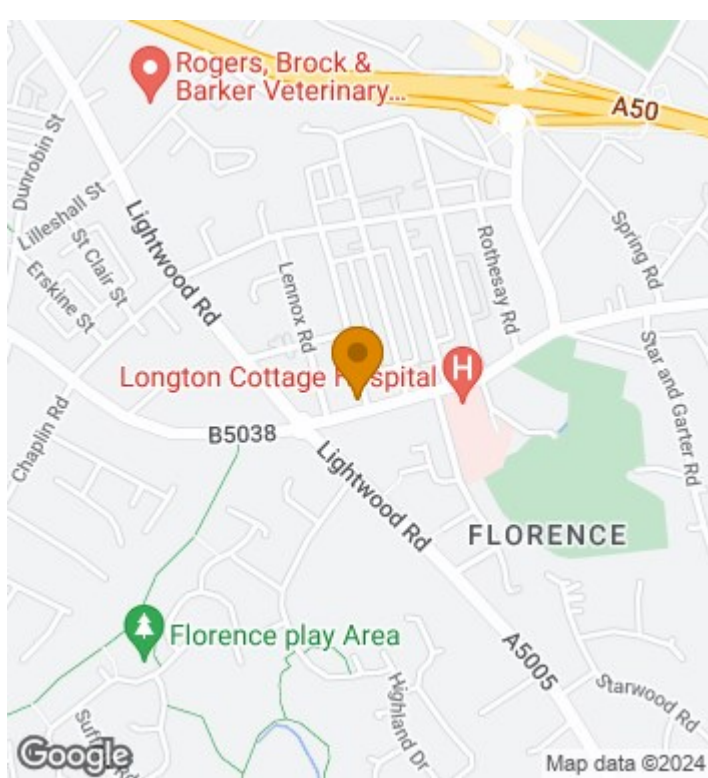 Rogers, Brock &
Barker Veterinary...
A50
Dunrobin St
Lilleshall St
Lightwood Rd
St Clair St
Erskine St
Lennox Rd
Rothesay Rd
Spring Rd
Longton Cottage Hospital
H
Star and Garter Rd
Chaplin Rd
B5038
Lightwood Rd
FLORENCE
Florence play Area
A5005
Highland Dr
Starwood Rd
Google
Map data ©2024